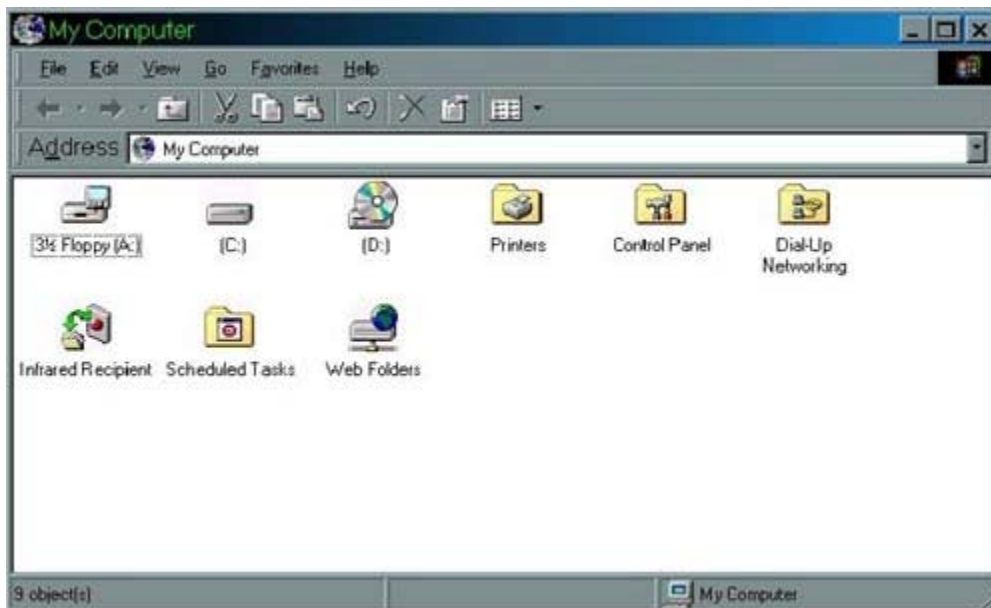 My Computer
File Edit View Go Favorites Help
Address My Computer
3½ Floppy (A:) (C:) (D:) Printers Control Panel Dial-Up
Networking
Infrared Recipient Scheduled Tasks Web Folders
9 object(s) My Computer